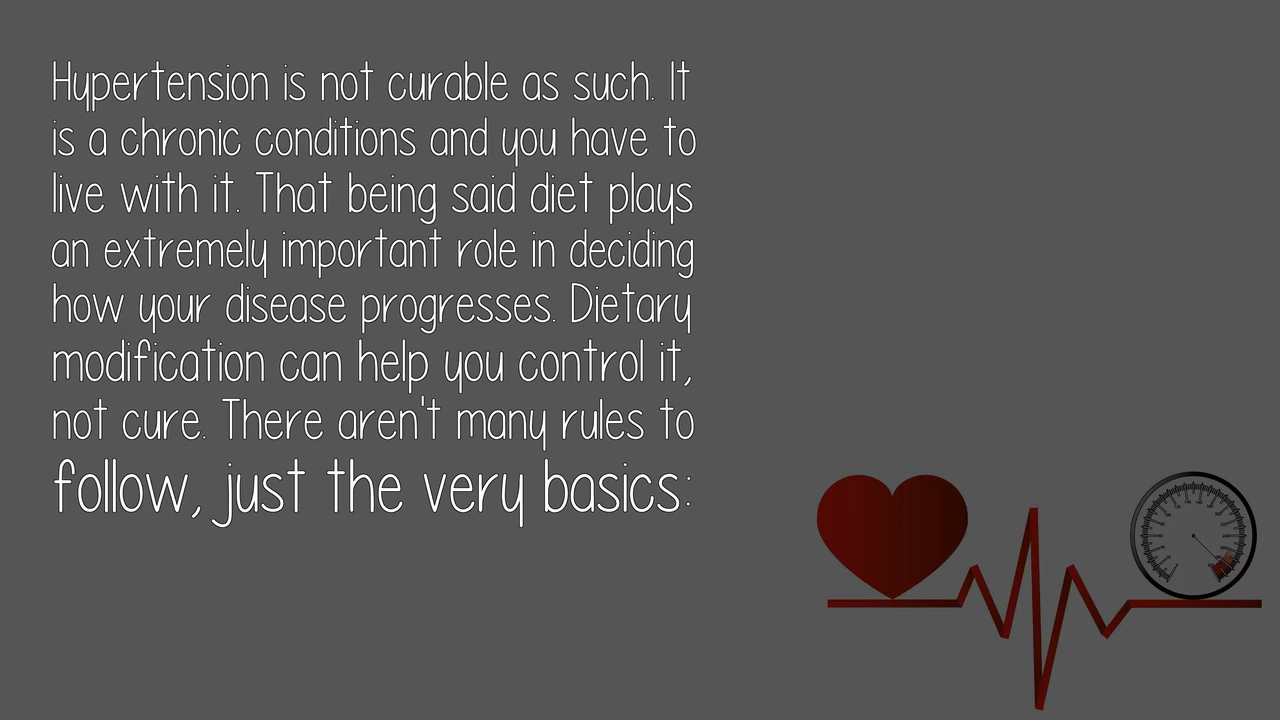 Hypertension is not curable as such. It
is a chronic conditions and you have to
live with it. That being said diet plays
an extremely important role in deciding
how your disease progresses. Dietary
modification can help you control it,
not cure. There aren't many rules to
follow, just the very basics: